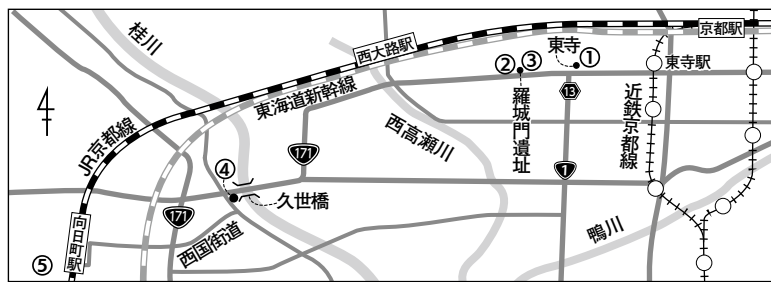 桂川
西大路駅
京都駅
東寺
①
② ③
東寺駅
東海道新幹線
羅城門遺址
13
近鉄京都線
JR京都線
西高瀬川
171
1
④
久世橋
171
西国街道
鴨川
向日町駅
⑤